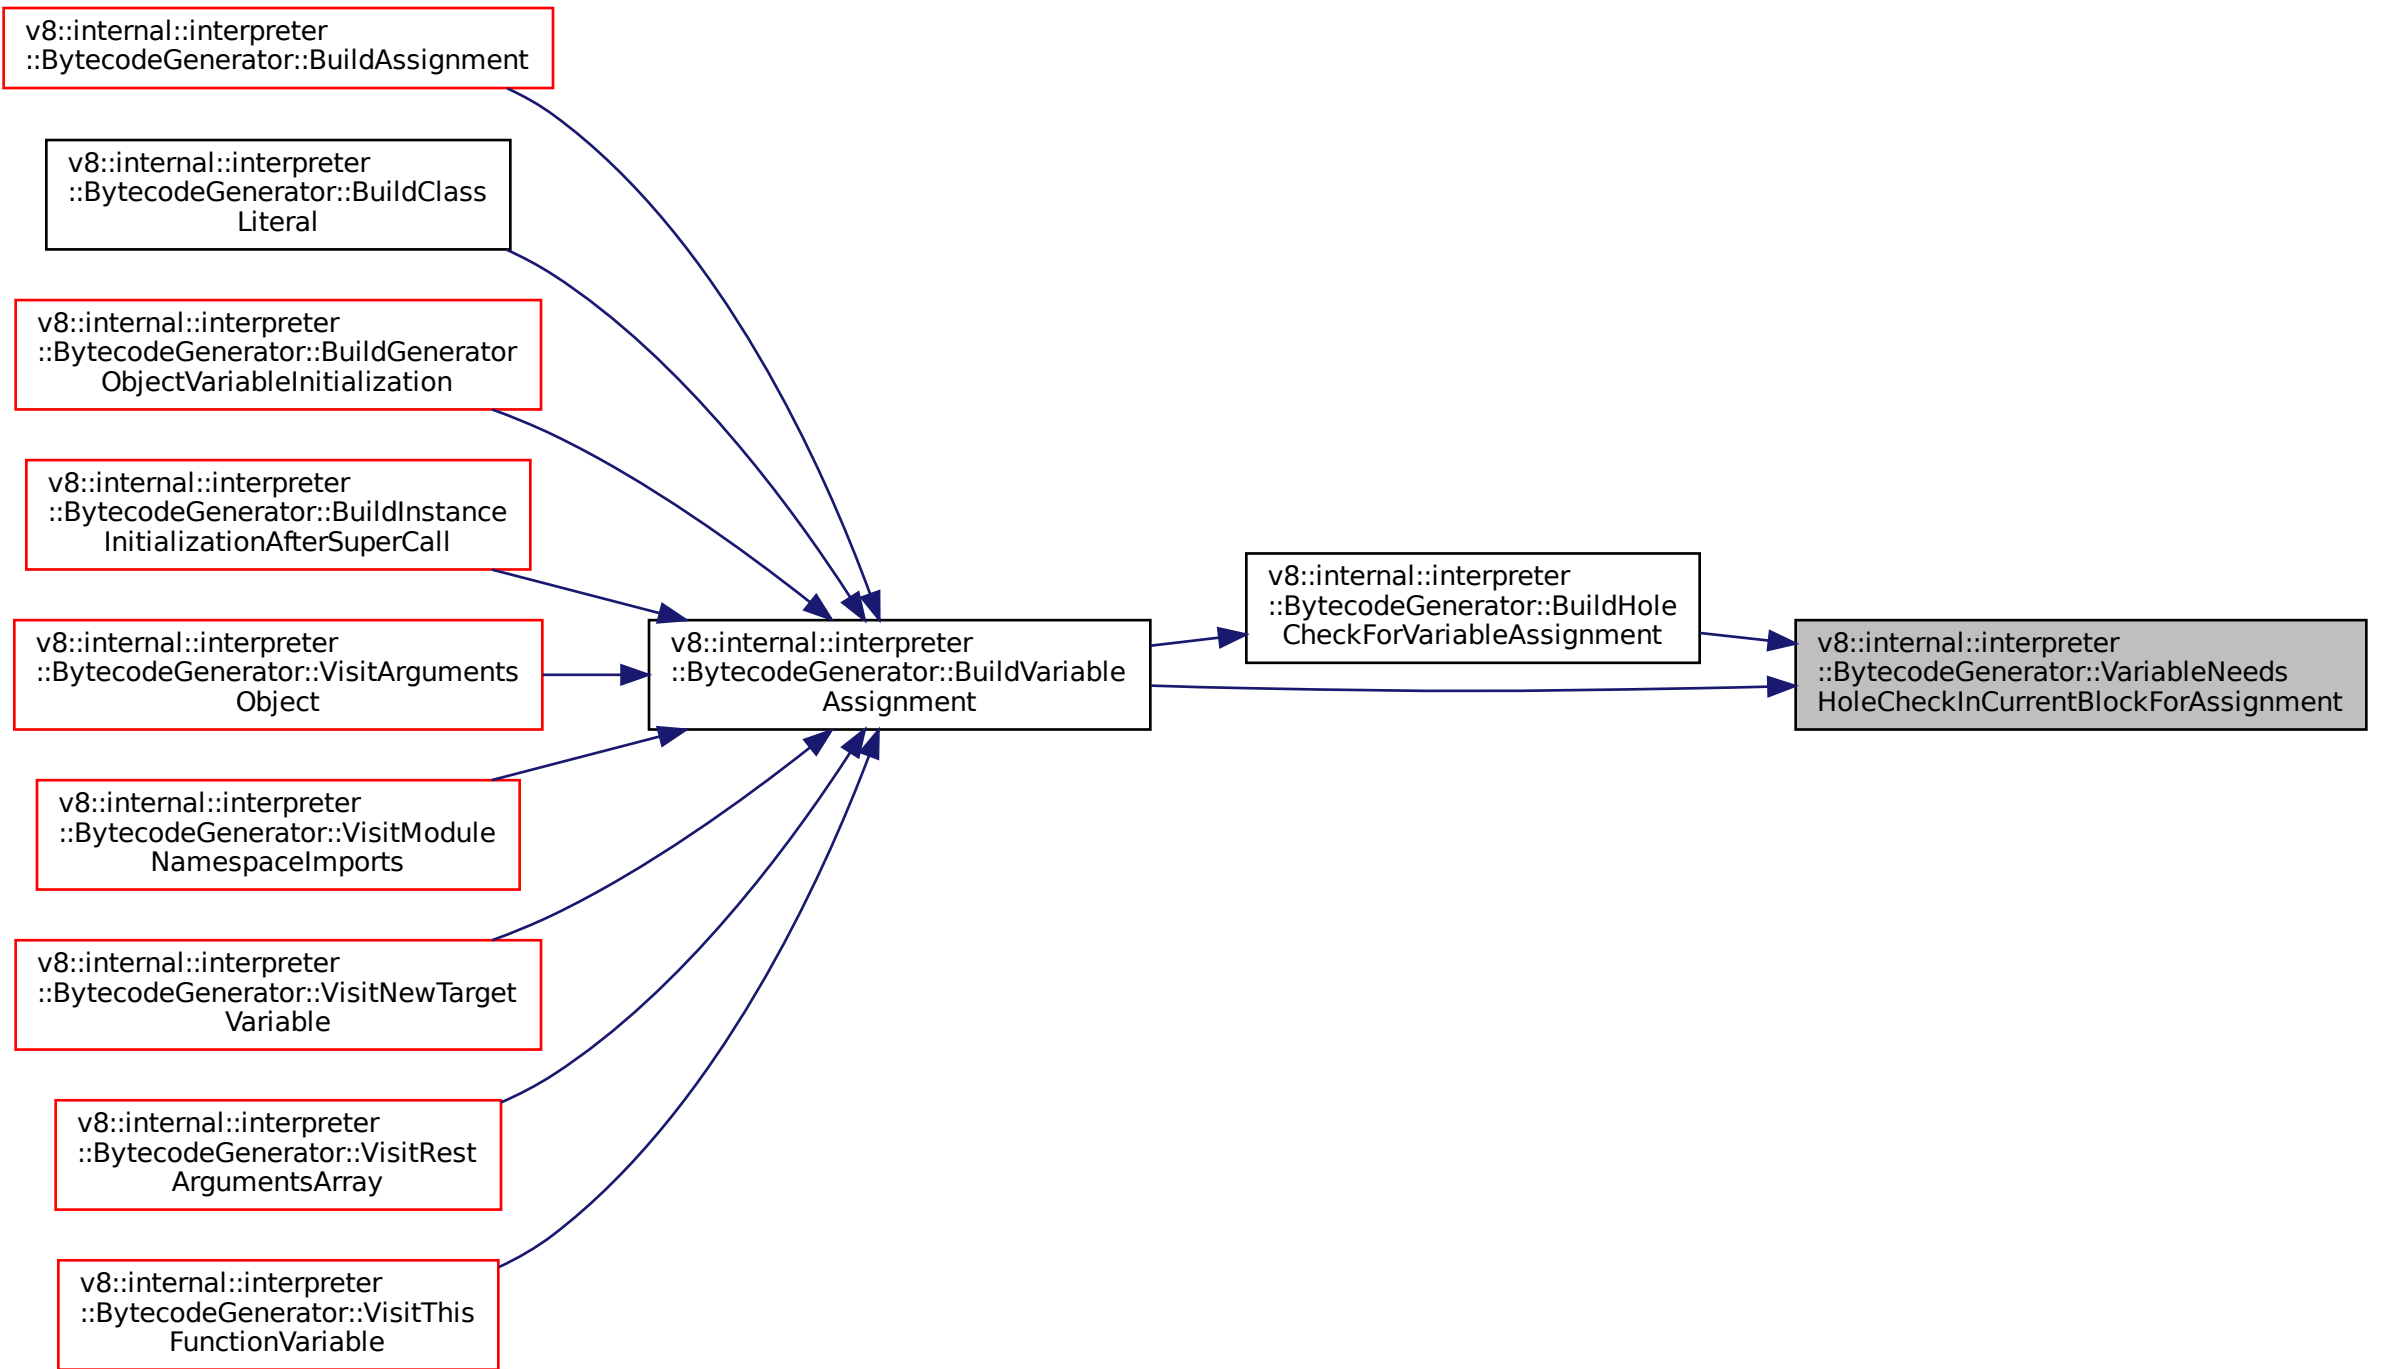 v8::internal::interpreter
::BytecodeGenerator::BuildAssignment
v8::internal::interpreter
::BytecodeGenerator::BuildClass
Literal
v8::internal::interpreter
::BytecodeGenerator::BuildGenerator
ObjectVariableInitialization
v8::internal::interpreter
::BytecodeGenerator::BuildInstance
InitializationAfterSuperCall
v8::internal::interpreter
::BytecodeGenerator::VisitArguments
Object
v8::internal::interpreter
::BytecodeGenerator::VisitModule
NamespaceImports
v8::internal::interpreter
::BytecodeGenerator::VisitNewTarget
Variable
v8::internal::interpreter
::BytecodeGenerator::VisitRest
ArgumentsArray
v8::internal::interpreter
::BytecodeGenerator::VisitThis
FunctionVariable
v8::internal::interpreter
::BytecodeGenerator::BuildVariable
Assignment
v8::internal::interpreter
::BytecodeGenerator::BuildHole
CheckForVariableAssignment
v8::internal::interpreter
::BytecodeGenerator::VariableNeeds
HoleCheckInCurrentBlockForAssignment